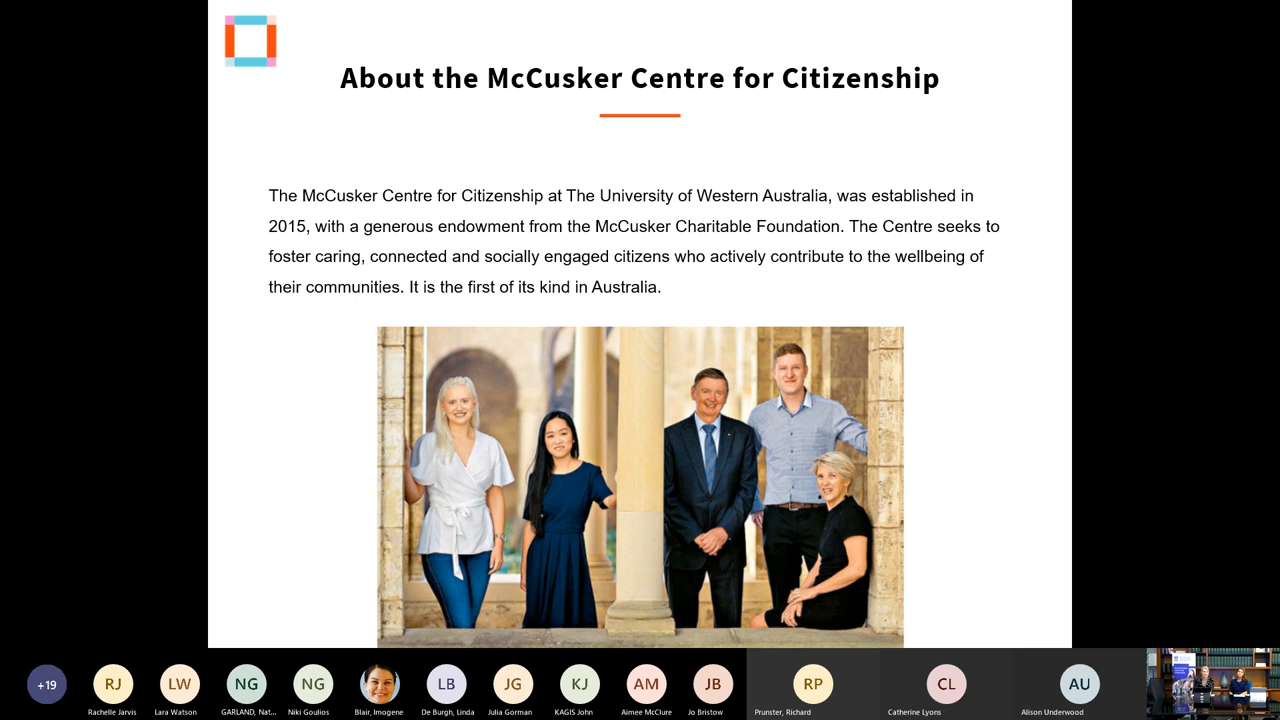 About the McCusker Centre for Citizenship
The McCusker Centre for Citizenship at The University of Western Australia, was established in
2015, with a generous endowment from the McCusker Charitable Foundation. The Centre seeks to
foster caring, connected and socially engaged citizens who actively contribute to the wellbeing of
their communities. It is the first of its kind in Australia.
+19
RJ
LW
NG
NG
LB
JG
KJ
AM
JB
RP
CL
AU
Rachelle Jarvis
Lara Watson
GARLAND, Nat...
Niki Goulios
Blair, Imogene
De Burgh, Linda
Julia Gorman
KAGIS John
Aimee McClure
Jo Bristow
Prunster, Richard
Catherine Lyons
Alison Underwood